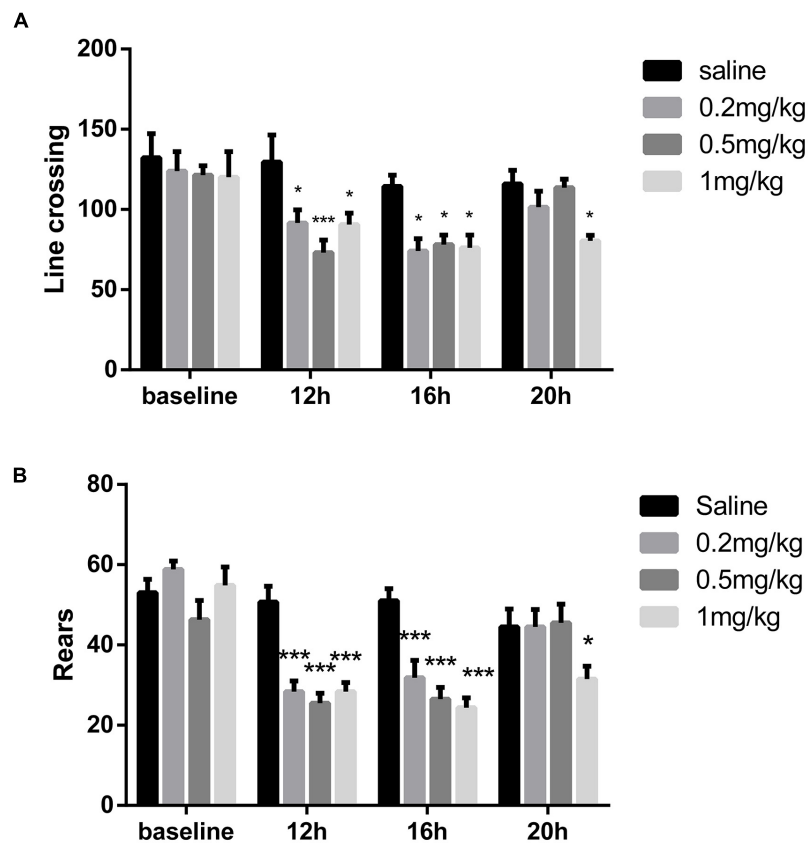 A
Line crossing
200
150
100
50
0
* *** *
* * *
*
baseline 12h 16h 20h
saline
0.2mg/kg
0.5mg/kg
1mg/kg
B
Rears
80
60
40
20
0
*** *** ***
*** *** ***
*
baseline 12h 16h 20h
Saline
0.2mg/kg
0.5mg/kg
1mg/kg